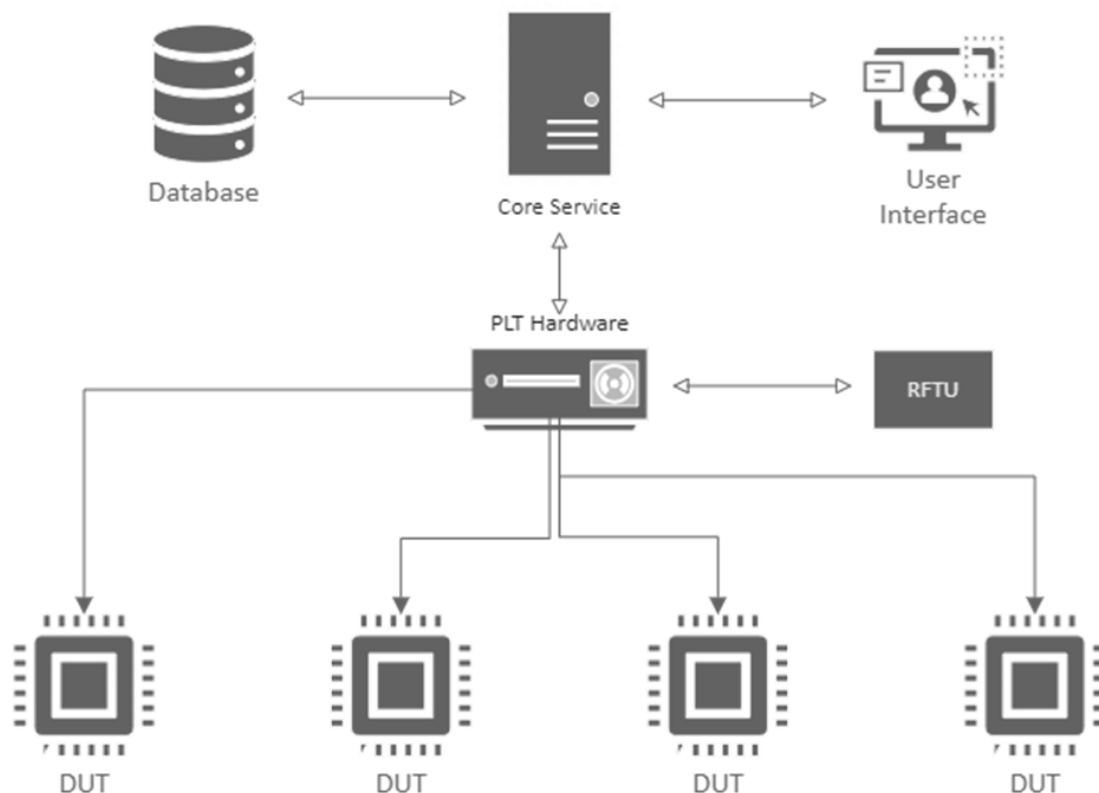 Database
Core Service
User
Interface
PLT Hardware
RFTU
DUT
DUT
DUT
DUT